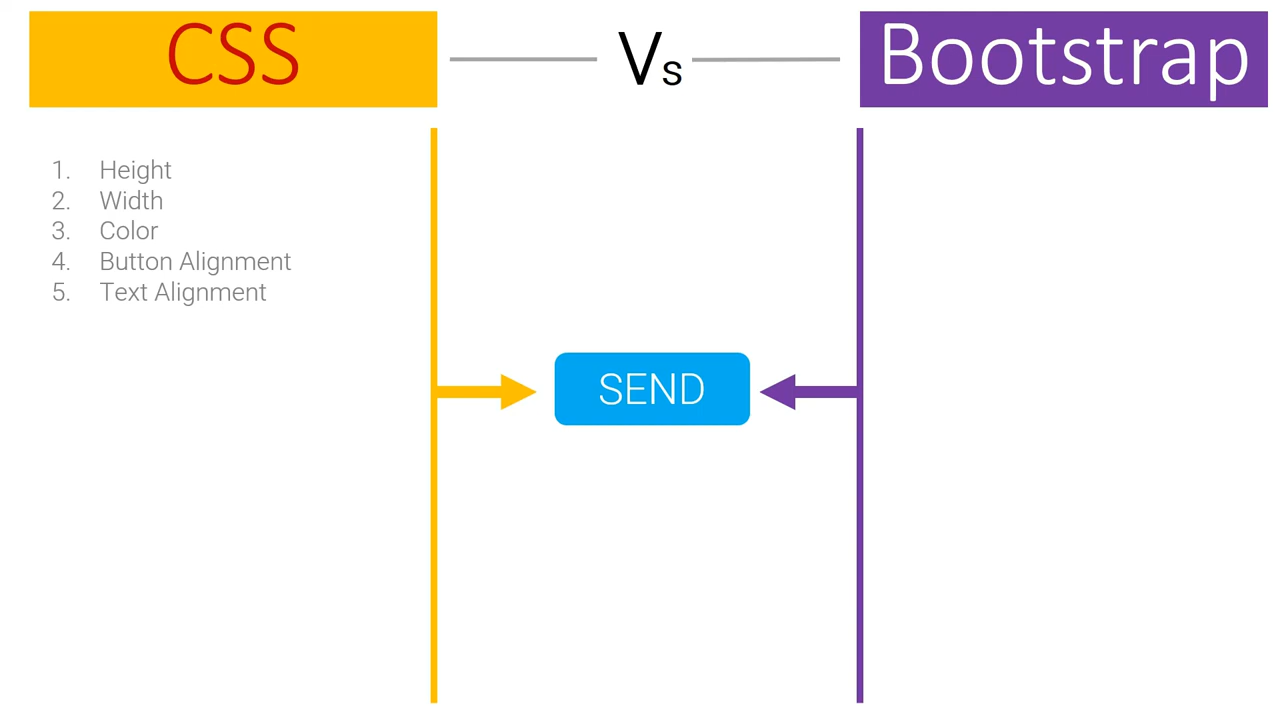 CSS
Vs
Bootstrap
1. Height
2. Width
3. Color
4. Button Alignment
5. Text Alignment
SEND